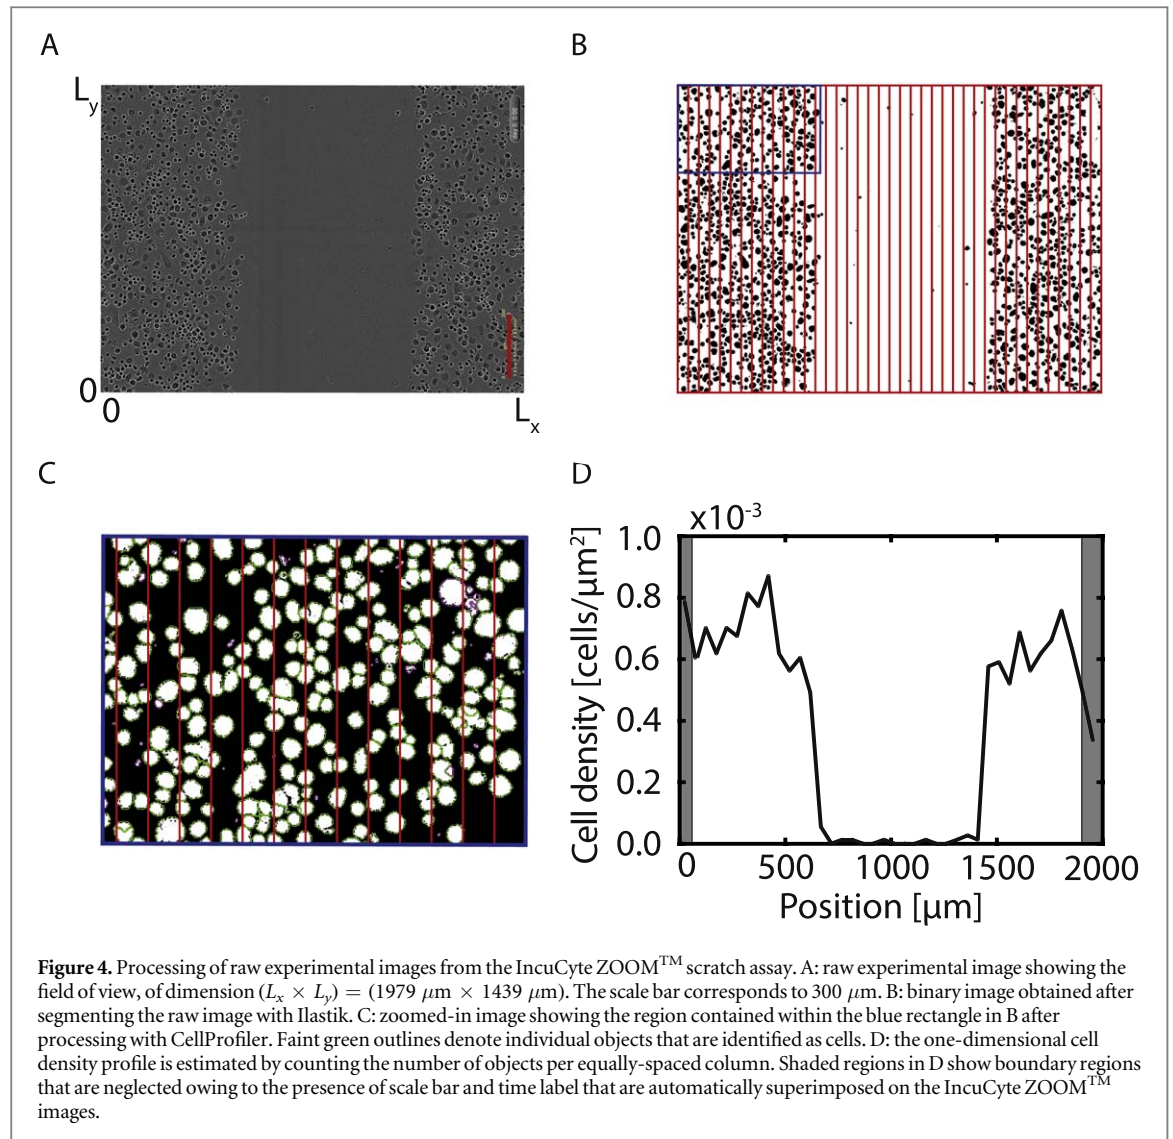 A
B
L_y
0
0
L_x
C
D
x10^-3
1.0
0.8
0.6
0.4
0.2
0.0
Cell density [cells/μm²]
0
500
1000
1500
2000
Position [μm]
Figure 4. Processing of raw experimental images from the IncuCyte ZOOM™ scratch assay. A: raw experimental image showing the
field of view, of dimension (L_x × L_y) = (1979 μm × 1439 μm). The scale bar corresponds to 300 μm. B: binary image obtained after
segmenting the raw image with Ilastik. C: zoomed-in image showing the region contained within the blue rectangle in B after
processing with CellProfiler. Faint green outlines denote individual objects that are identified as cells. D: the one-dimensional cell
density profile is estimated by counting the number of objects per equally-spaced column. Shaded regions in D show boundary regions
that are neglected owing to the presence of scale bar and time label that are automatically superimposed on the IncuCyte ZOOM™
images.